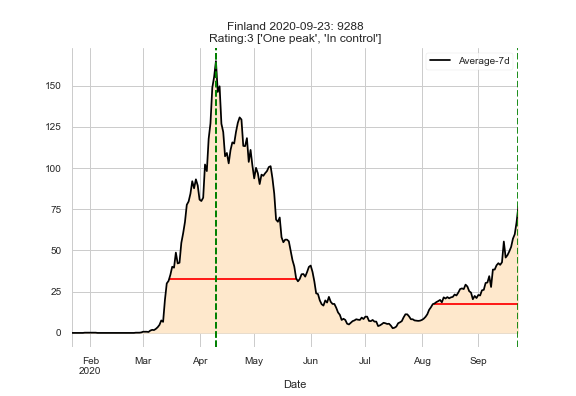 Finland 2020-09-23: 9288
Rating:3 ['One peak', 'In control']
Average-7d
150
125
100
75
50
25
0
Feb Mar Apr May Jun Jul Aug Sep
2020
Date